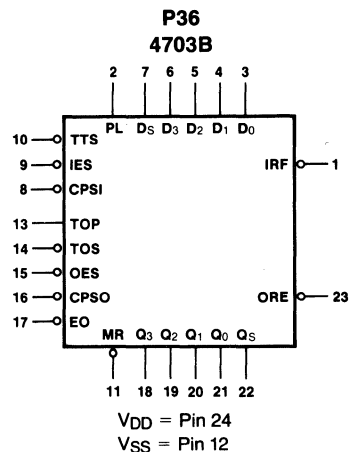 P36
4703B
2 7 6 5 4 3
PL DS D3 D2 D1 D0
10 TTS
9 IES IRF 1
8 CPSI
13 TOP
14 TOS
15 OES
16 CPSO ORE 23
17 EO
MR Q3 Q2 Q1 Q0 QS
11 18 19 20 21 22
VDD = Pin 24
VSS = Pin 12